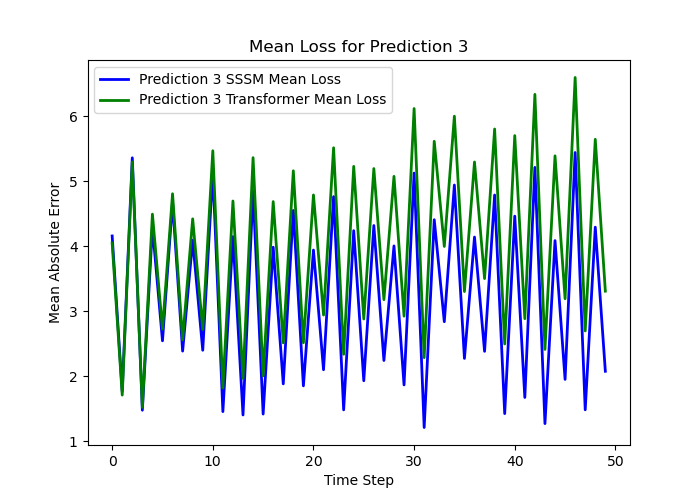 Mean Loss for Prediction 3
Prediction 3 SSSM Mean Loss
Prediction 3 Transformer Mean Loss
Mean Absolute Error
6
5
4
3
2
1
0
10
20
30
40
50
Time Step